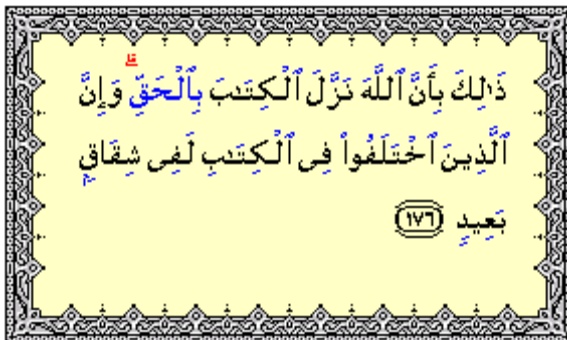 ذَٰلِكَ بِأَنَّ ٱللَّهَ نَزَّلَ ٱلْكِتَـٰبَ بِٱلْحَقِّ ۗ وَإِنَّ
ٱلَّذِينَ ٱخْتَلَفُوا۟ فِى ٱلْكِتَـٰبِ لَفِى شِقَاقٍۭ
بَعِيدٍ ١٧٦